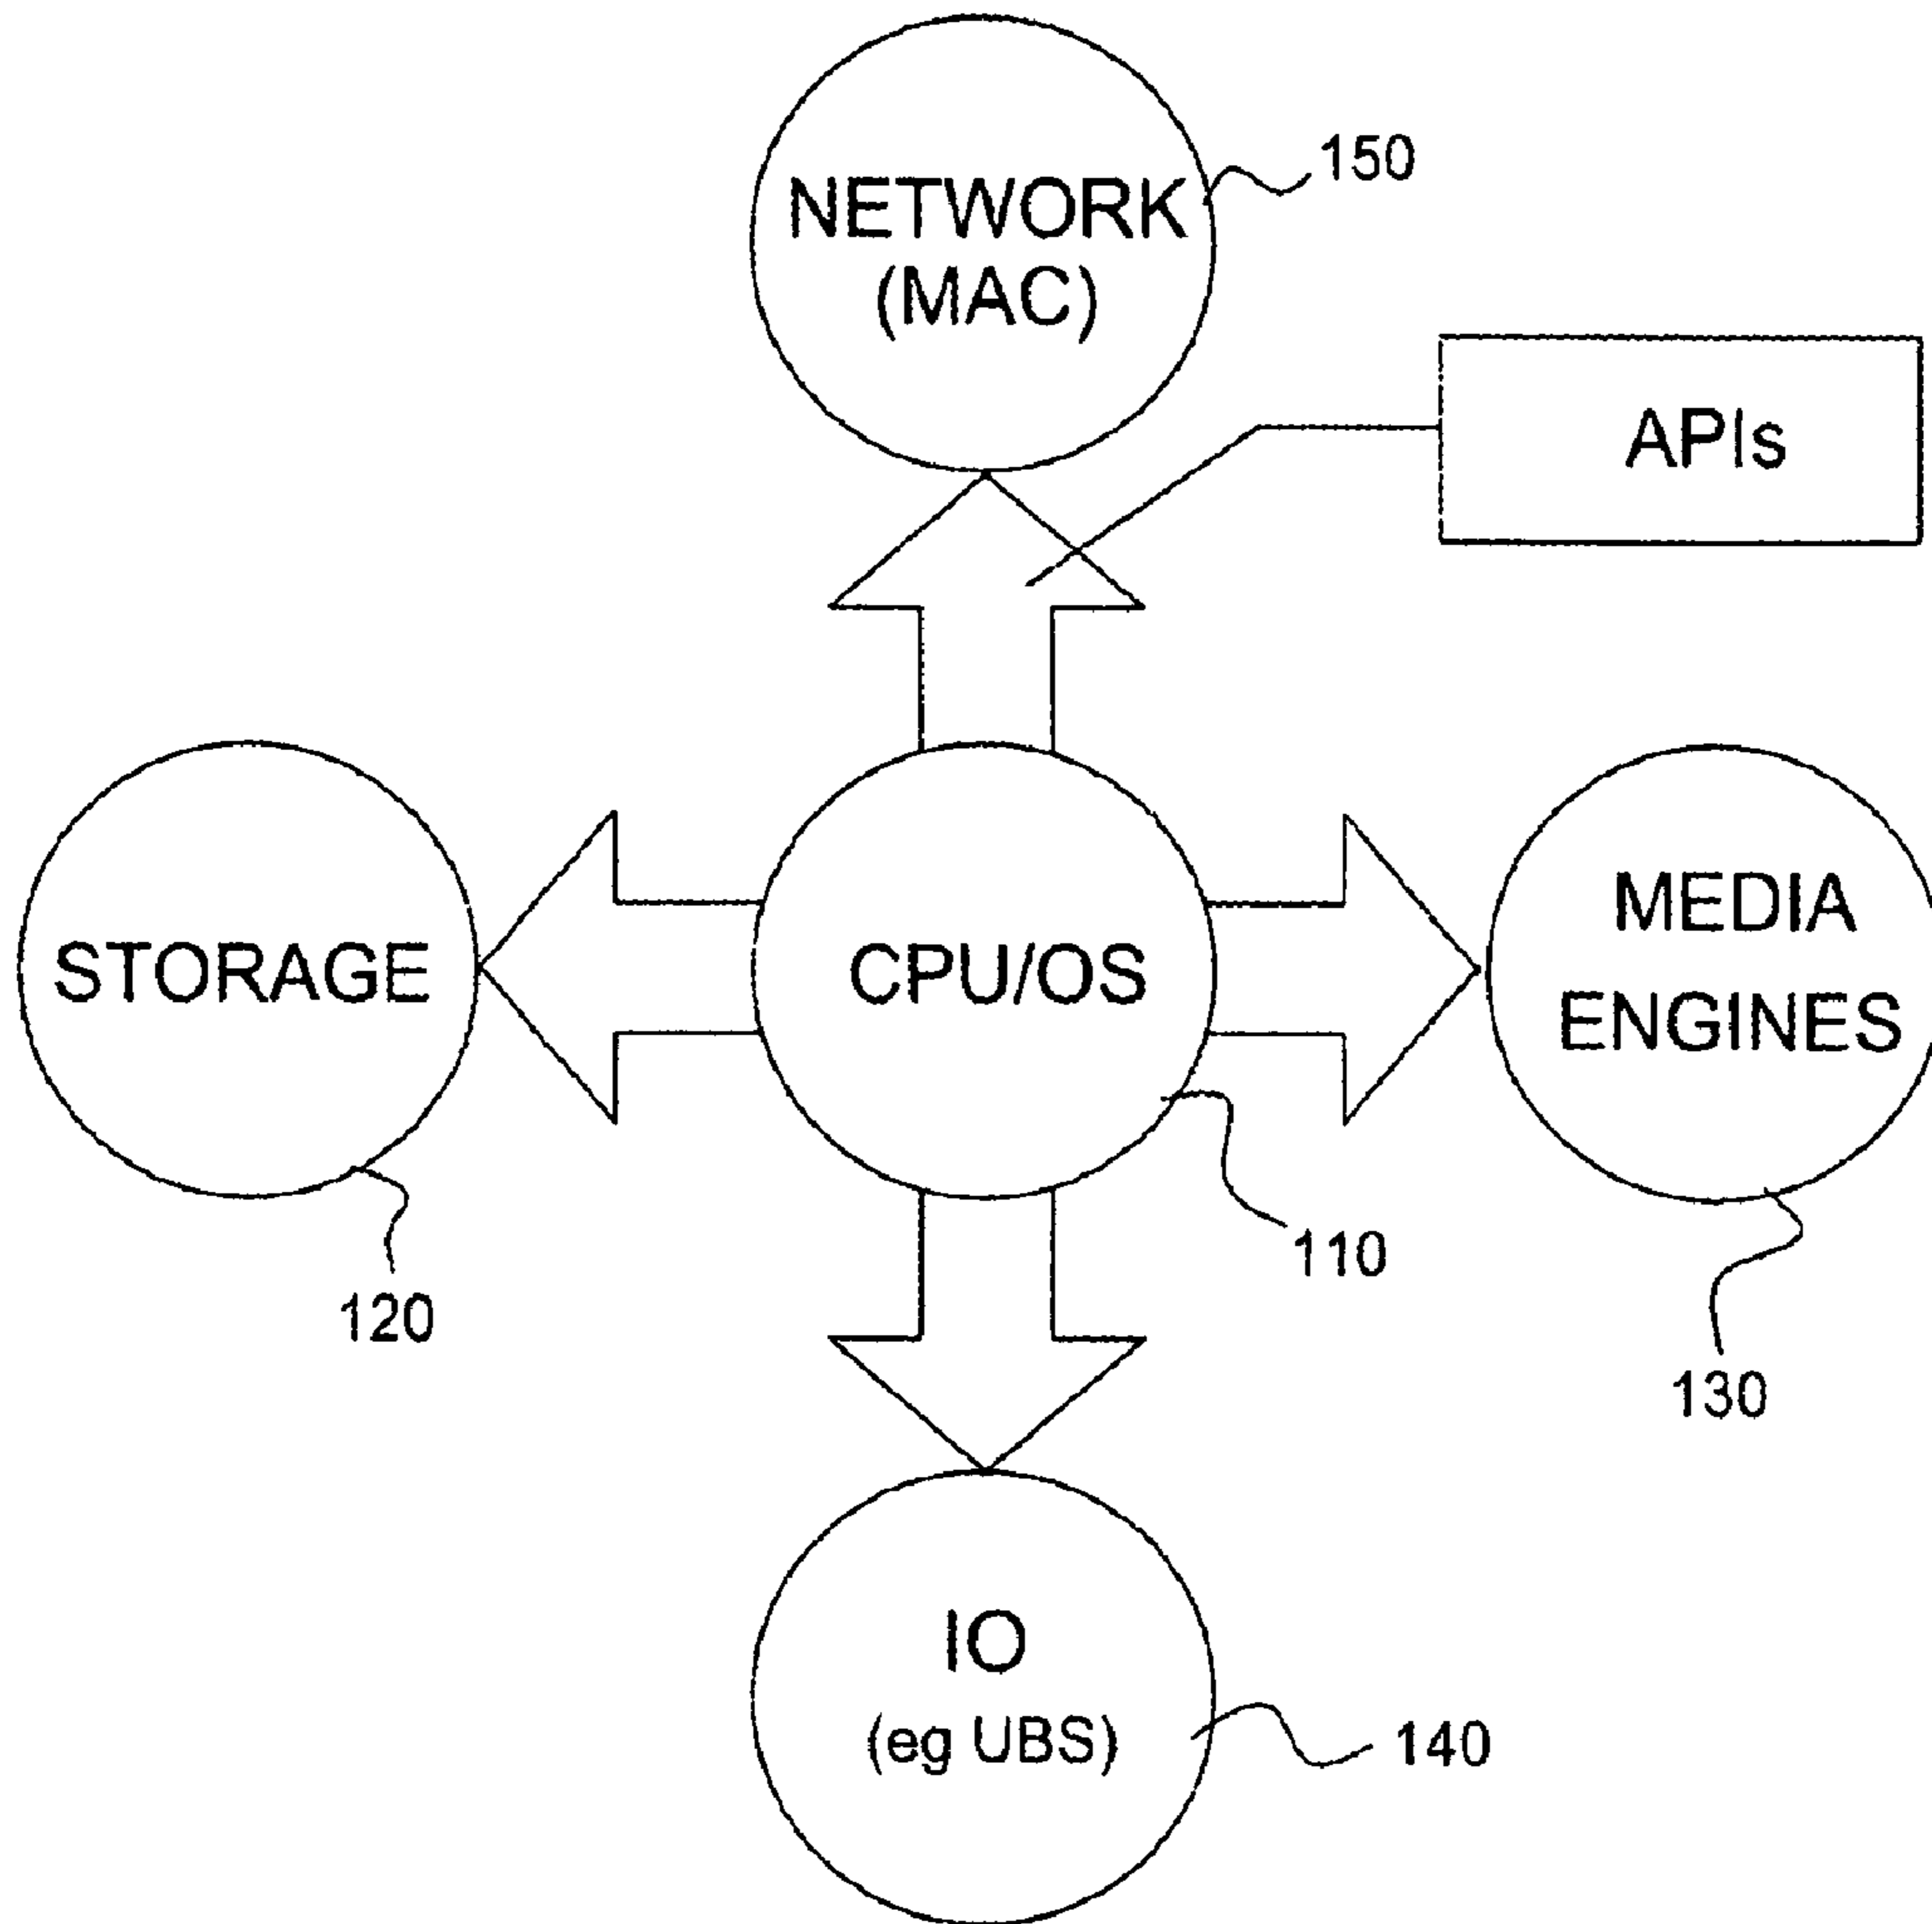 NETWORK
(MAC)
150
APIs
STORAGE
CPU/OS
MEDIA
ENGINES
110
120
130
IO
(eg UBS)
140